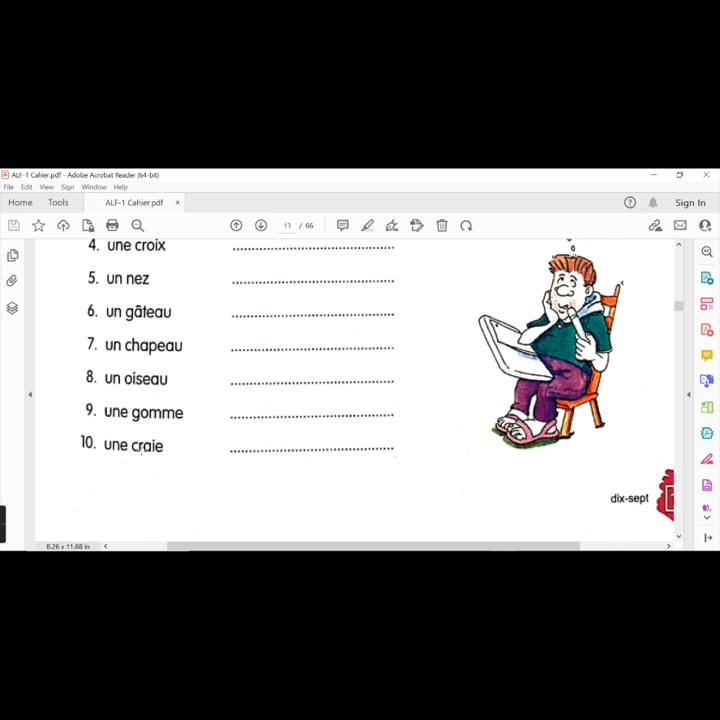 ALF-1 Cahier.pdf - Adobe Acrobat Reader (64-bit)
File Edit View Sign Window Help
Home Tools ALF-1 Cahier.pdf × Sign In
13 / 66
4. une croix ........................................
5. un nez ........................................
6. un gâteau ........................................
7. un chapeau ........................................
8. un oiseau ........................................
9. une gomme ........................................
10. une craie ........................................
dix-sept
8.26 x 11.68 in